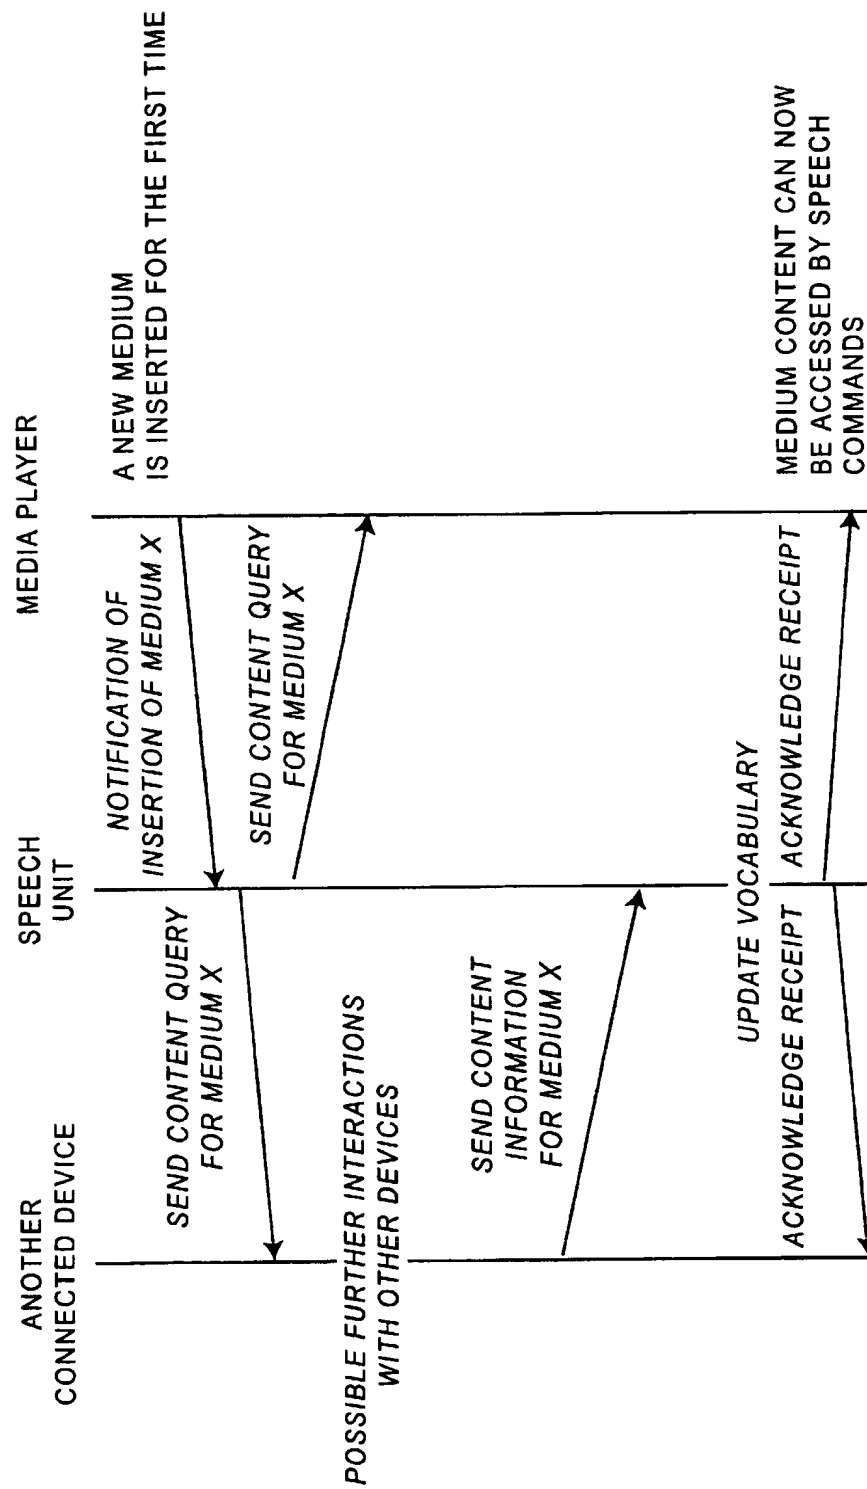 ANOTHER
CONNECTED DEVICE
SPEECH
UNIT
MEDIA PLAYER
A NEW MEDIUM
IS INSERTED FOR THE FIRST TIME
NOTIFICATION OF
INSERTION OF MEDIUM X
SEND CONTENT QUERY
FOR MEDIUM X
SEND CONTENT QUERY
FOR MEDIUM X
POSSIBLE FURTHER INTERACTIONS
WITH OTHER DEVICES
SEND CONTENT
INFORMATION
FOR MEDIUM X
UPDATE VOCABULARY
ACKNOWLEDGE RECEIPT
ACKNOWLEDGE RECEIPT
MEDIUM CONTENT CAN NOW
BE ACCESSED BY SPEECH
COMMANDS